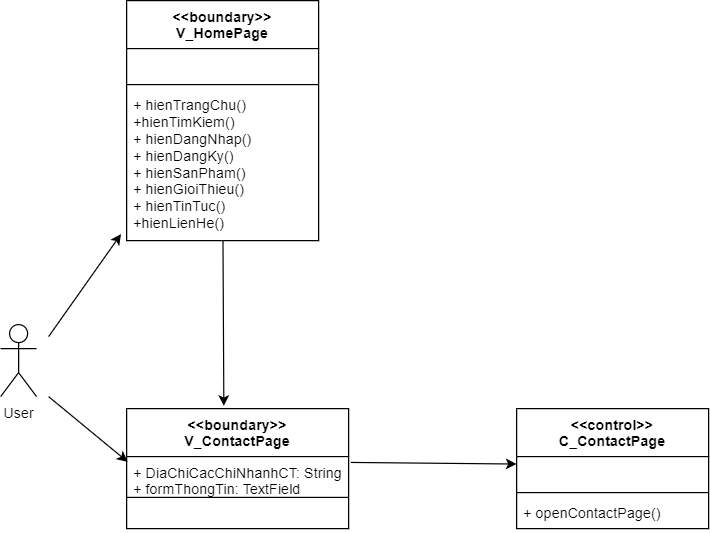 <<boundary>>
V_HomePage
+ hienTrangChu()
+hienTimKiem()
+ hienDangNhap()
+ hienDangKy()
+ hienSanPham()
+ hienGioiThieu()
+ hienTinTuc()
+hienLienHe()
User
<<boundary>>
V_ContactPage
+ DiaChiCacChiNhanhCT: String
+ formThongTin: TextField
<<control>>
C_ContactPage
+ openContactPage()